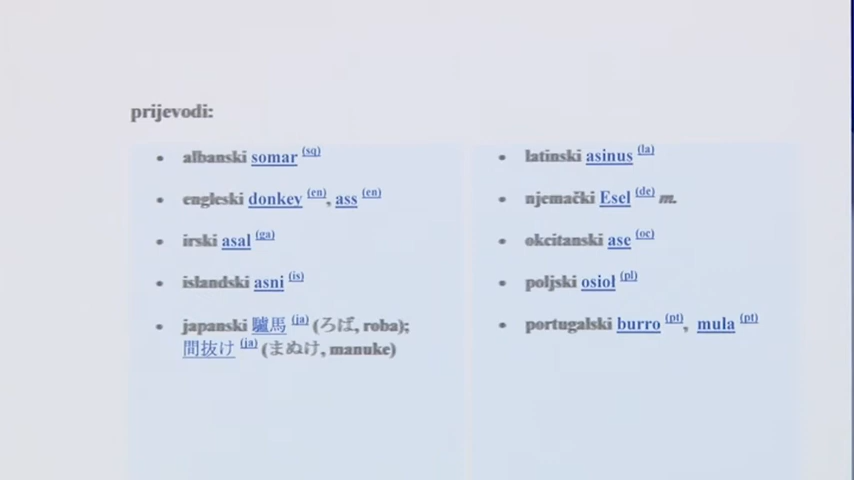 prijevodi:
albanski somar (sq)
engleski donkey (en), ass (en)
irski asal (ga)
islandski asni (is)
japanski 驢馬 (ja) (ろば, roba);
間抜け (ja) (まぬけ, manuke)
latinski asinus (la)
njemački Esel (de) m.
okcitanski ase (oc)
poljski osioł (pl)
portugalski burro (pt), mula (pt)